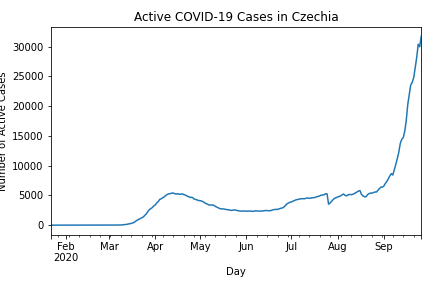 Active COVID-19 Cases in Czechia
Number of Active Cases
30000
25000
20000
15000
10000
5000
0
Feb Mar Apr May Jun Jul Aug Sep
2020
Day